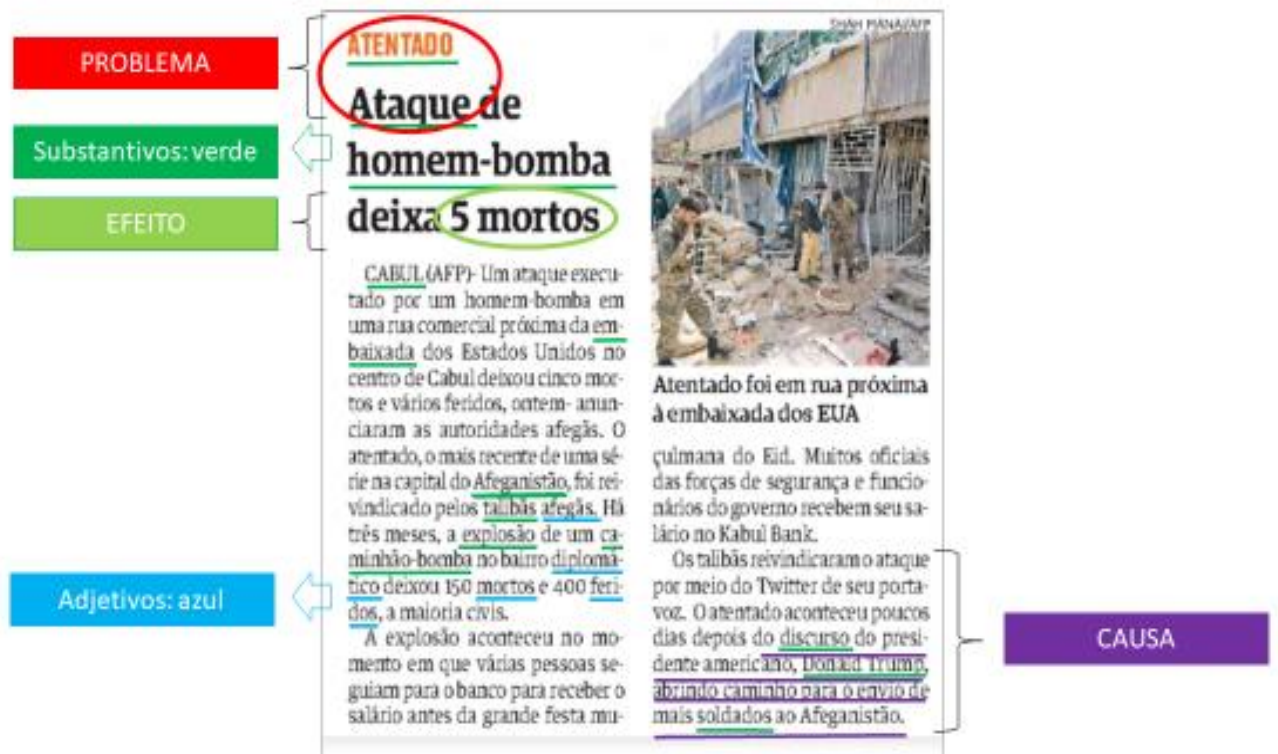 PROBLEMA
Substantivos: verde
EFEITO
Adjetivos: azul
ATENTADO
Ataque de
homem-bomba
deixa 5 mortos
CABUL (AFP)- Um ataque execu-
tado por um homem-bomba em
uma rua comercial próxima da em-
baixada dos Estados Unidos no
centro de Cabul deixou cinco mor-
tos e vários feridos, ontem- anun-
ciaram as autoridades afegãs. O
atentado, o mais recente de uma sé-
rie na capital do Afeganistão, foi rei-
vindicado pelos talibãs afegãs. Há
três meses, a explosão de um ca-
minhão-bomba no bairro diplomá-
tico deixou 150 mortos e 400 feri-
dos, a maioria civis.
A explosão aconteceu no mo-
mento em que várias pessoas se-
guiam para o banco para receber o
salário antes da grande festa mu-
SHAH MARAI/AFP
Atentado foi em rua próxima
à embaixada dos EUA
çulmana do Eid. Muitos oficiais
das forças de segurança e funcio-
nários do governo recebem seu sa-
lário no Kabul Bank.
Os talibãs reivindicaram o ataque
por meio do Twitter de seu porta-
voz. O atentado aconteceu poucos
dias depois do discurso do presi-
dente americano, Donald Trump,
abrindo caminho para o envio de
mais soldados ao Afeganistão.
CAUSA